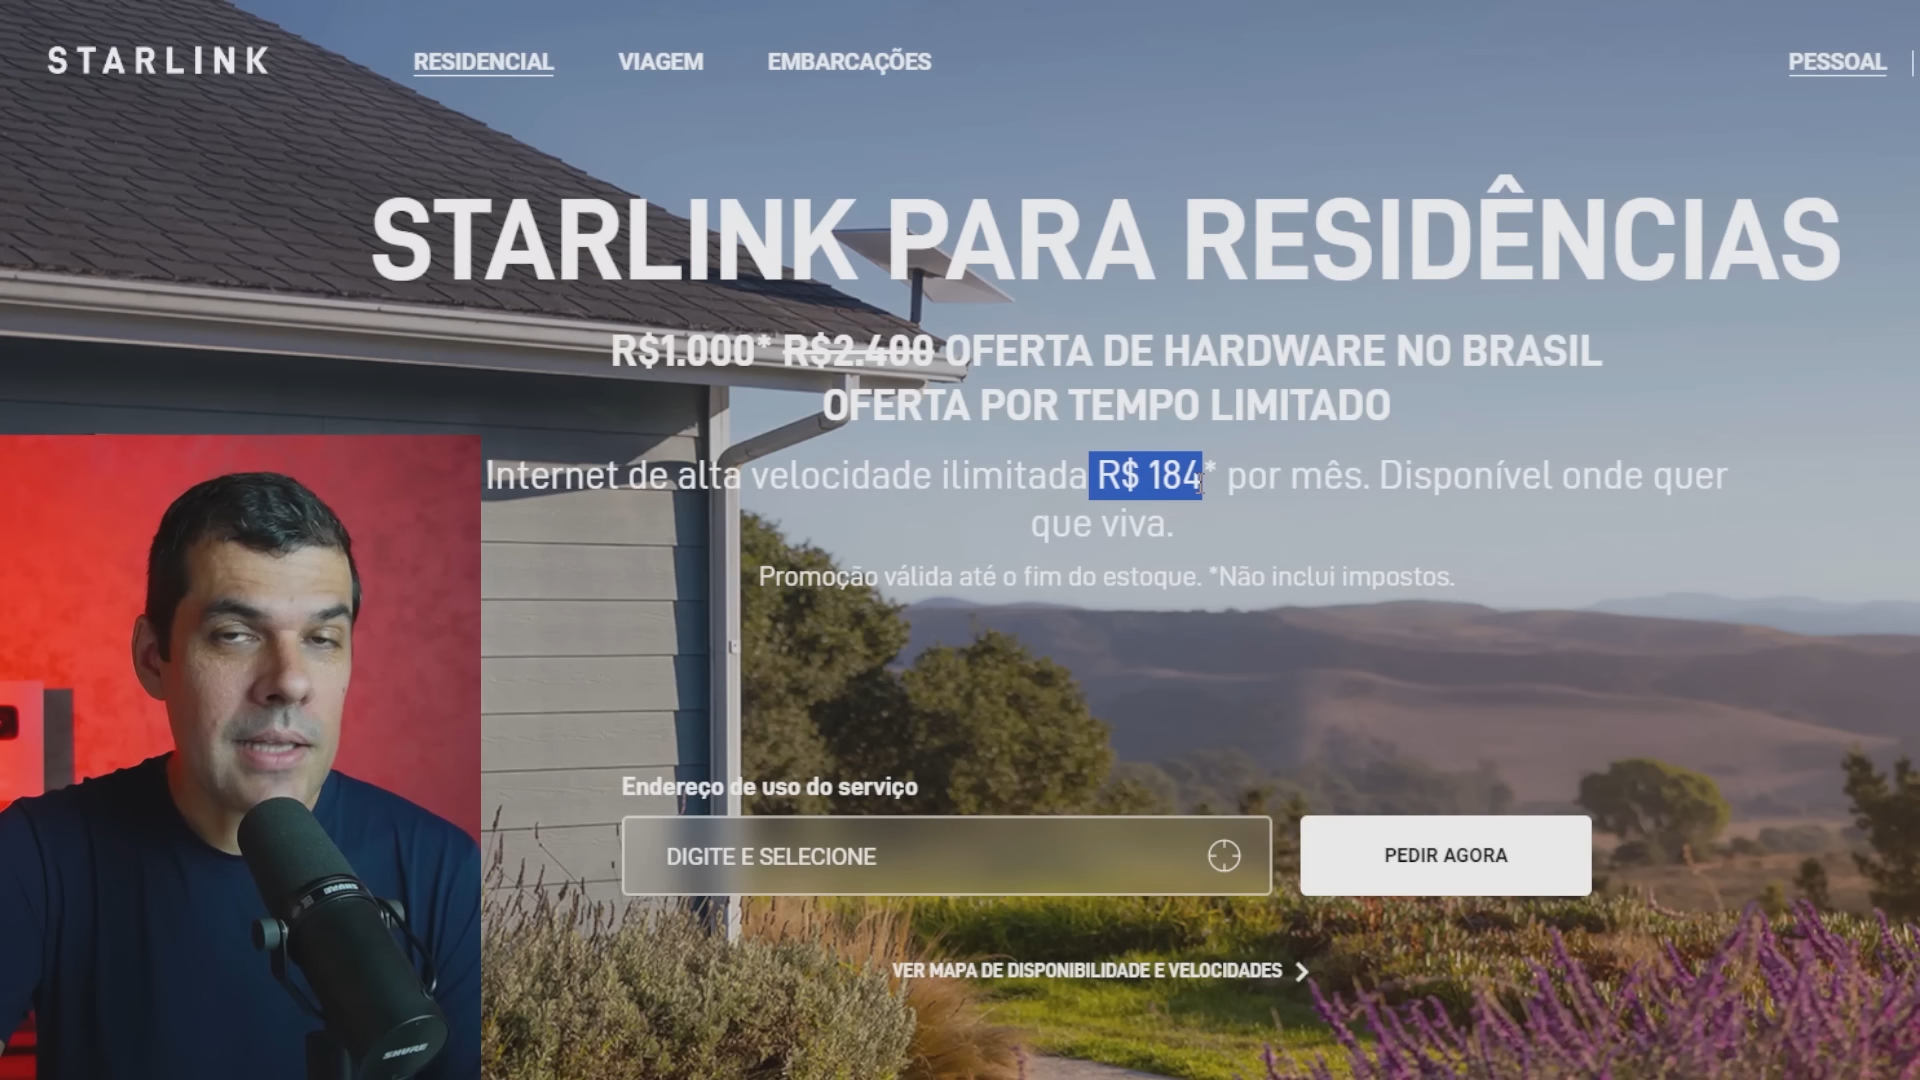 STARLINK
RESIDENCIAL
VIAGEM
EMBARCAÇÕES
PESSOAL
STARLINK PARA RESIDÊNCIAS
R$1.000* R$2.400 OFERTA DE HARDWARE NO BRASIL
OFERTA POR TEMPO LIMITADO
Internet de alta velocidade ilimitada R$ 184* por mês. Disponível onde quer
que viva.
Promoção válida até o fim do estoque. *Não inclui impostos.
Endereço de uso do serviço
DIGITE E SELECIONE
PEDIR AGORA
VER MAPA DE DISPONIBILIDADE E VELOCIDADES
SHURE
SHURE